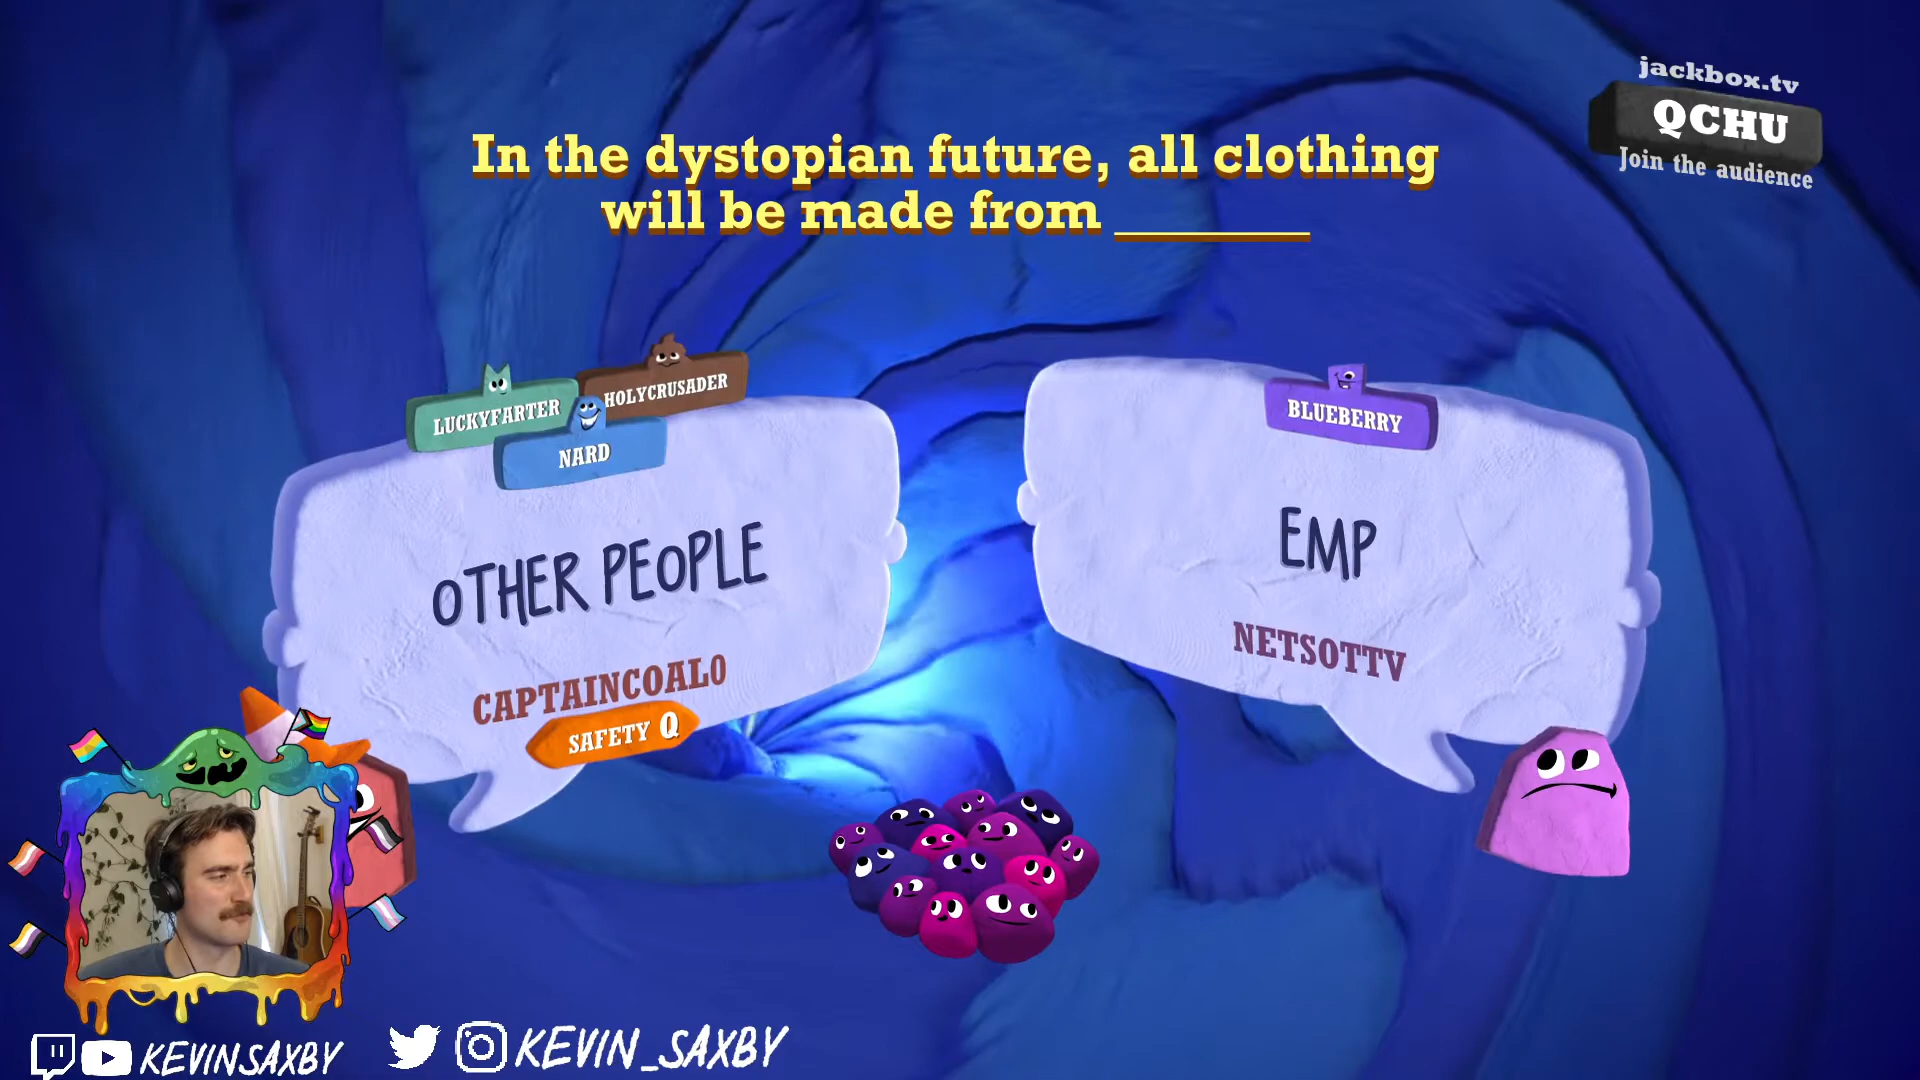 jackbox.tv
QCHU
Join the audience
In the dystopian future, all clothing
will be made from ________
LUCKYFARTER
HOLYCRUSADER
NARD
OTHER PEOPLE
CAPTAINCOAL0
SAFETY Q
BLUEBERRY
EMP
NETSOTTV
KEVINSAXBY
KEVIN_SAXBY